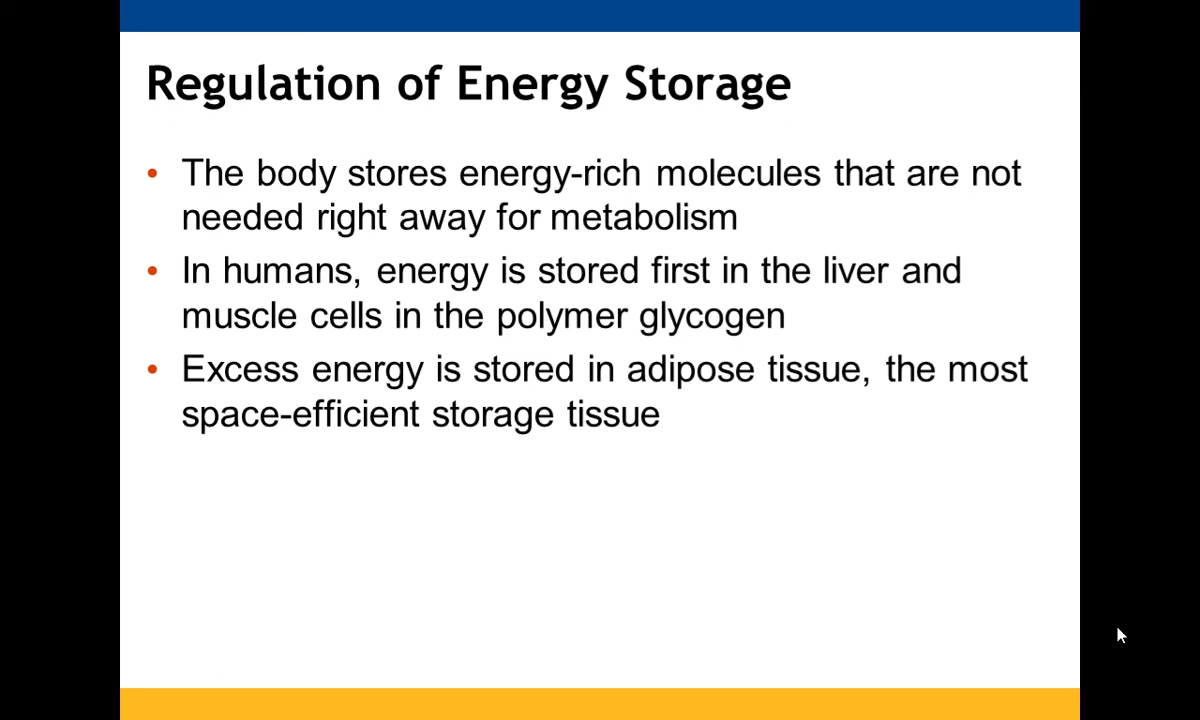 Regulation of Energy Storage
• The body stores energy-rich molecules that are not
needed right away for metabolism
• In humans, energy is stored first in the liver and
muscle cells in the polymer glycogen
• Excess energy is stored in adipose tissue, the most
space-efficient storage tissue